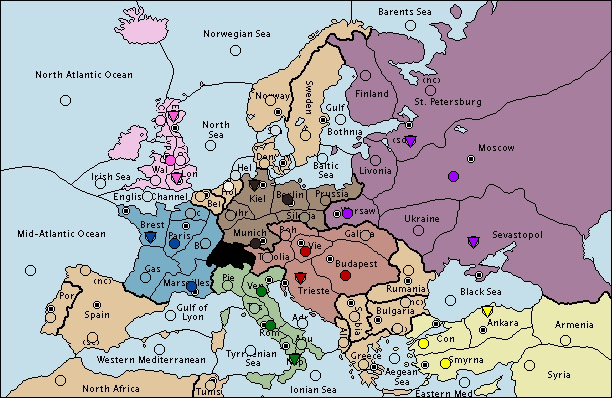 Barents Sea
Norwegian Sea
North Atlantic Ocean
(nc)
Finland
St. Petersburg
Norway
Sweden
Gulf
Bothnia
North
Sea
(sc)
Moscow
Den
Baltic
Sea
Livonia
Irish Sea
Wal
Lon
Hel
Hol
English Channel
Bel
Kiel
Berlin
Prussia
Warsaw
Ruhr
Silesia
Ukraine
Sevastopol
Mid-Atlantic Ocean
Brest
Paris
Munich
Boh
Galicia
Vie
Tyrolia
Budapest
Gas
Marseilles
Pie
Ven
Trieste
Rumania
(nc)
Black Sea
(nc)
Por
Spain
(sc)
Gulf of
Lyon
Adr
Serbia
Bulgaria
Ankara
Armenia
Rom
Apu
Alb
Con
Western Mediterranean
Tyrrhenian
Sea
Nap
Greece
Smyrna
Aegean
Sea
Syria
North Africa
Tunis
Ionian Sea
Eastern Med